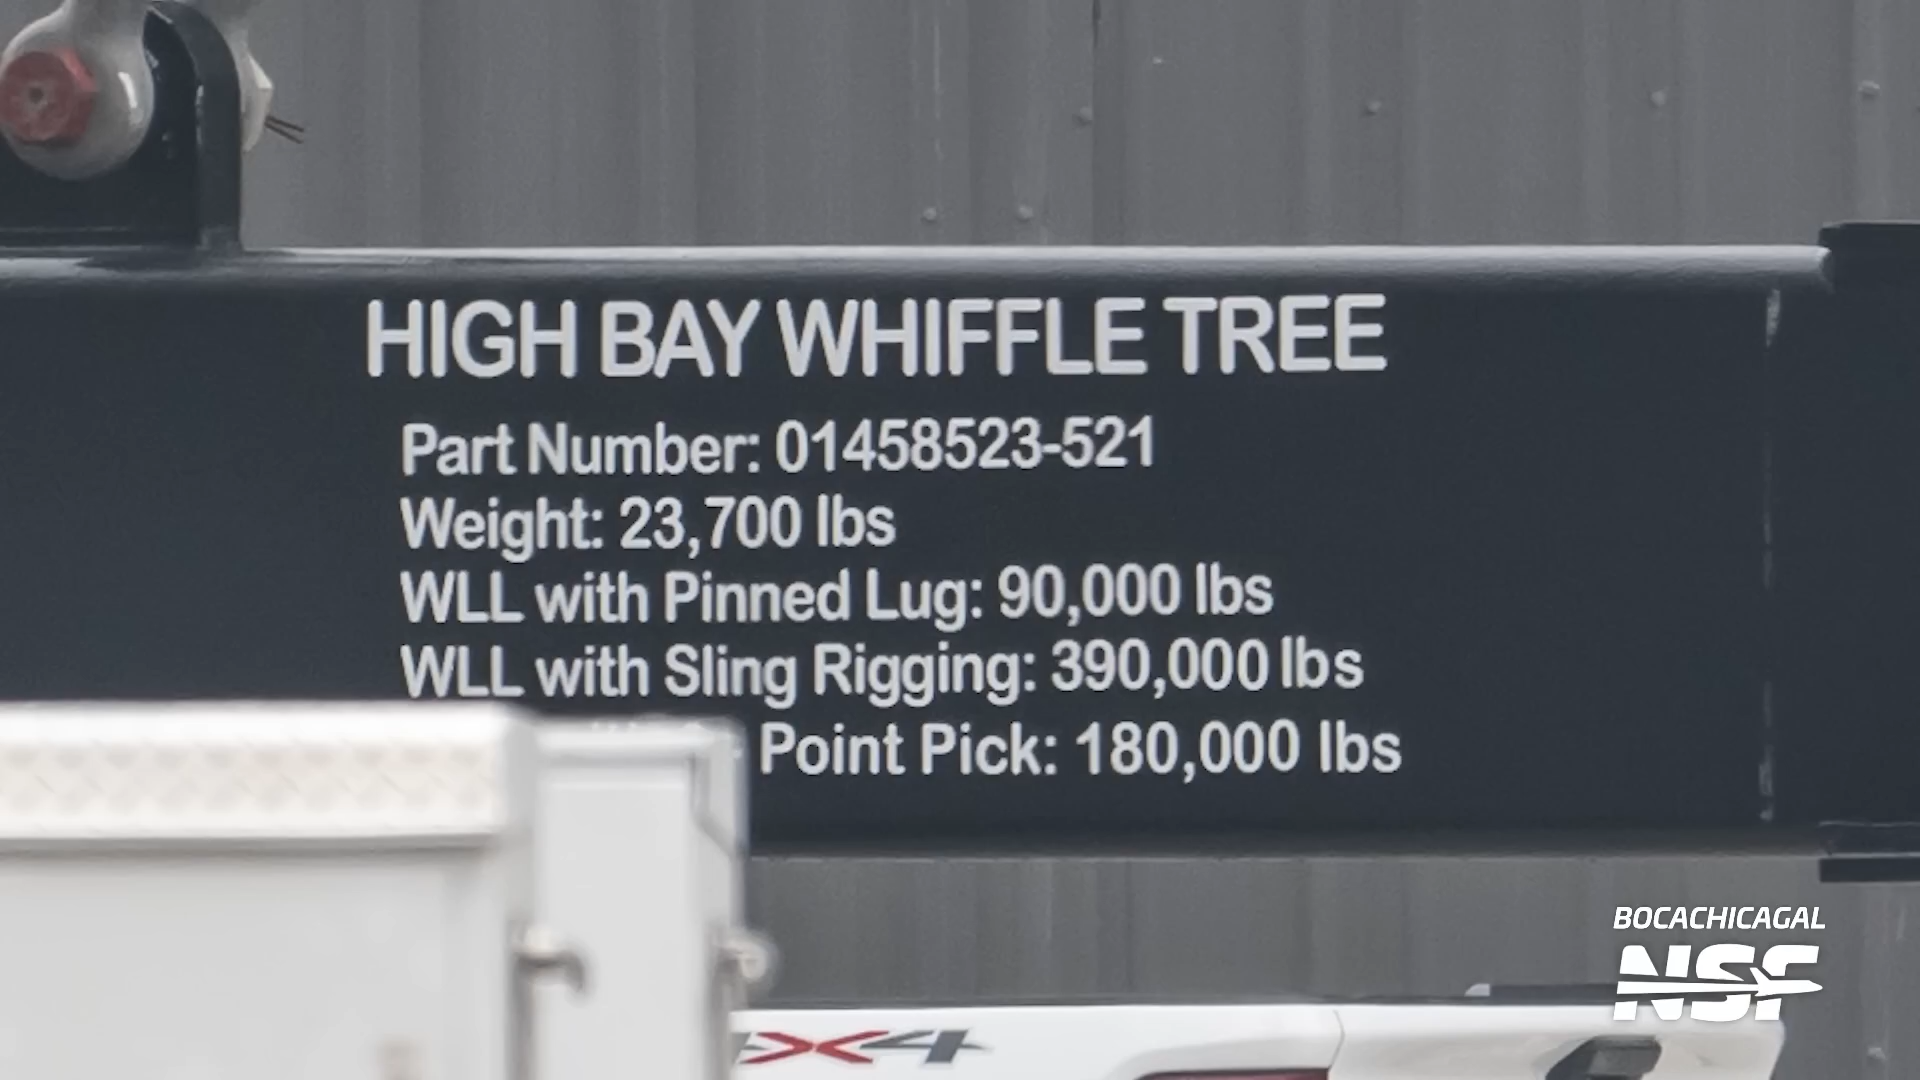 HIGH BAY WHIFFLE TREE
Part Number: 01458523-521
Weight: 23,700 lbs
WLL with Pinned Lug: 90,000 lbs
WLL with Sling Rigging: 390,000 lbs
Point Pick: 180,000 lbs
BOCACHICAGAL
NSF
X4